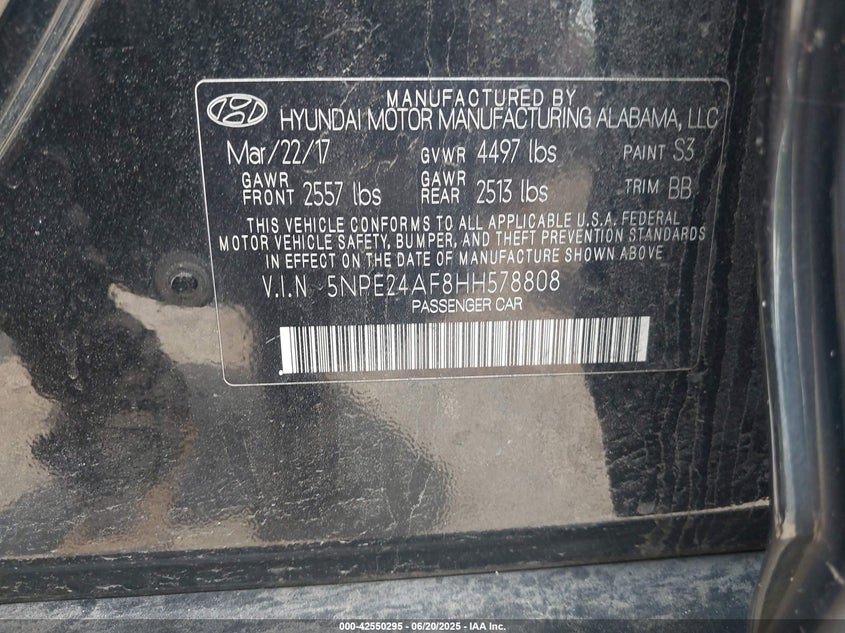 MANUFACTURED BY
HYUNDAI MOTOR MANUFACTURING ALABAMA, LLC
Mar/22/17 GVWR 4497 lbs PAINT S3
GAWR FRONT 2557 lbs GAWR REAR 2513 lbs TRIM BB
THIS VEHICLE CONFORMS TO ALL APPLICABLE U.S.A. FEDERAL
MOTOR VEHICLE SAFETY, BUMPER, AND THEFT PREVENTION STANDARDS
IN EFFECT ON THE DATE OF MANUFACTURE SHOWN ABOVE
V.I.N 5NPE24AF8HH578808
PASSENGER CAR
000-42550295 - 06/20/2025 - IAA Inc.